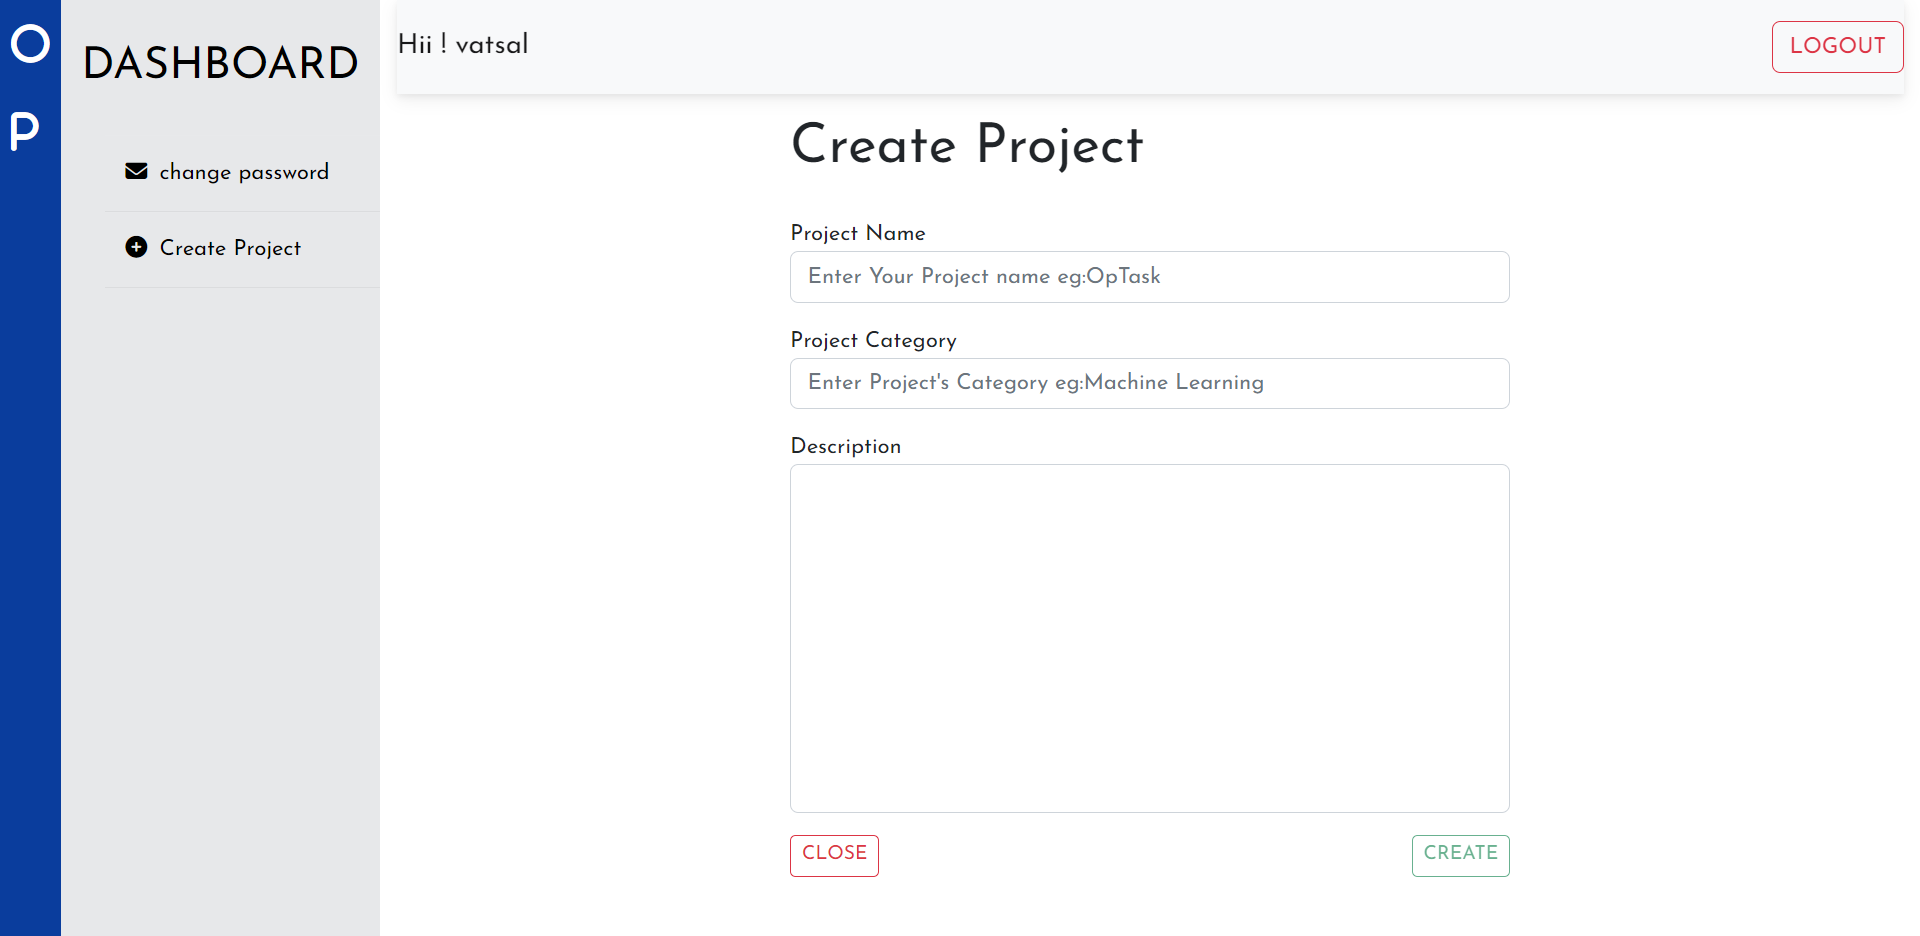 O
P
DASHBOARD
change password
Create Project
Hii ! vatsal
LOGOUT
Create Project
Project Name
Enter Your Project name eg:OpTask
Project Category
Enter Project's Category eg:Machine Learning
Description
CLOSE
CREATE